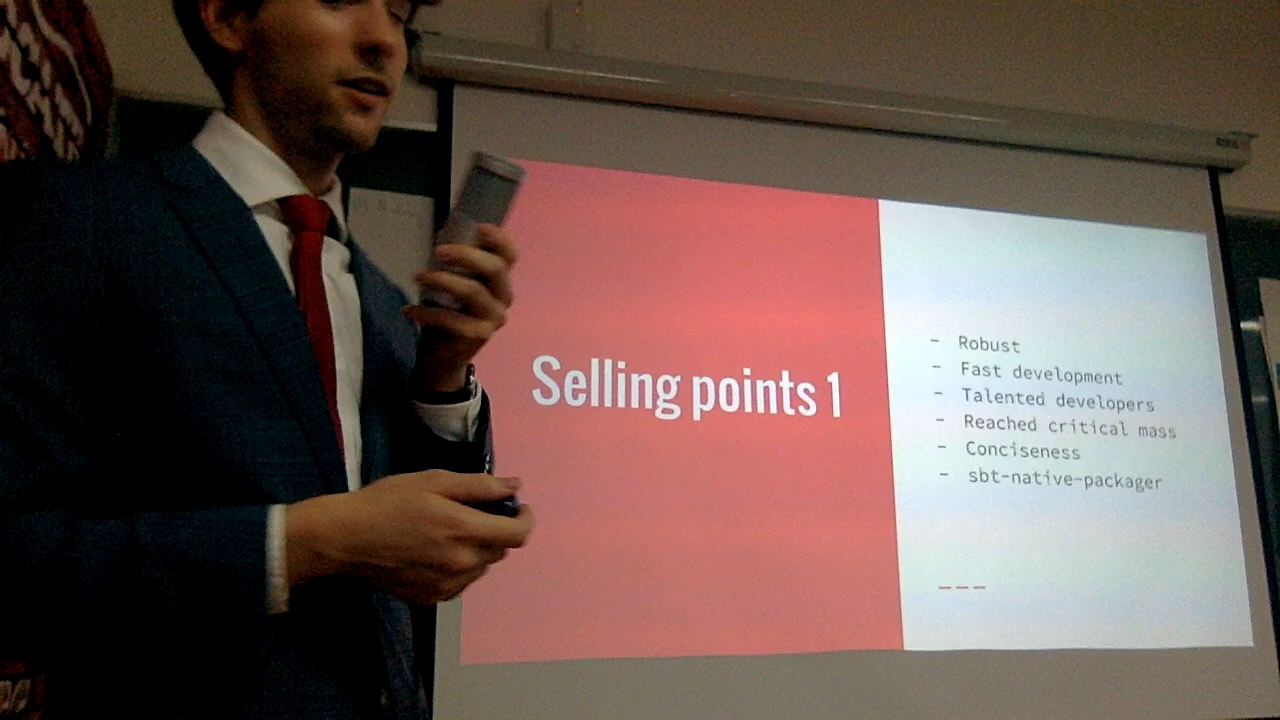 Selling points 1
- Robust
- Fast development
- Talented developers
- Reached critical mass
- Conciseness
- sbt-native-packager